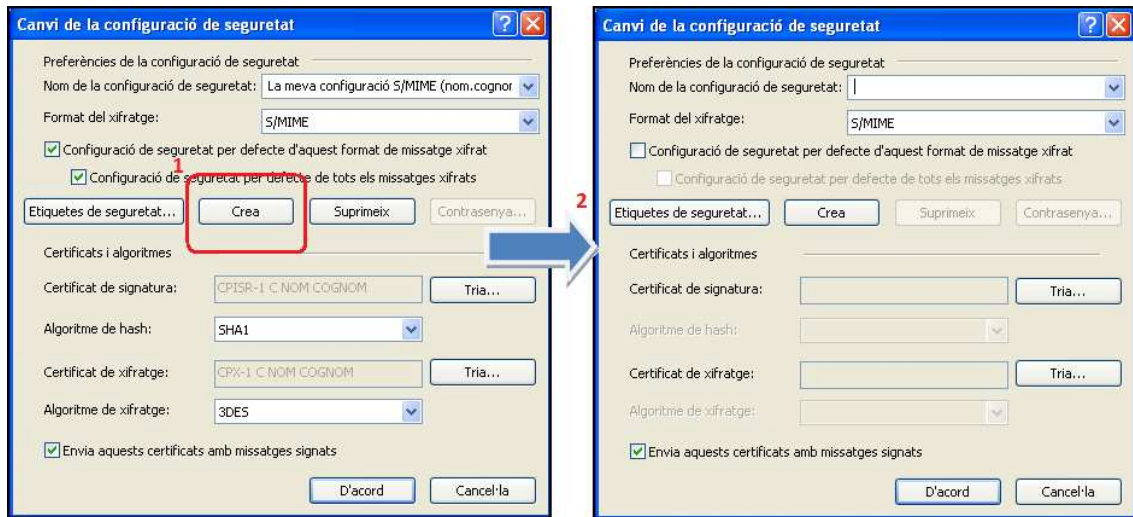 Canvi de la configuració de seguretat
Preferències de la configuració de seguretat
Nom de la configuració de seguretat: La meva configuració S/MIME (nom.cognor
Format del xifratge: S/MIME
Configuració de seguretat per defecte d'aquest format de missatge xifrat
1
Configuració de seguretat per defecte de tots els missatges xifrats
Etiquetes de seguretat... Crea Suprimeix Contrasenya...
Certificats i algoritmes
Certificat de signatura: CPISR-1 C NOM COGNOM Tria...
Algoritme de hash: SHA1
Certificat de xifratge: CPX-1 C NOM COGNOM Tria...
Algoritme de xifratge: 3DES
Envia aquests certificats amb missatges signats
D'acord Cancel·la
2
Canvi de la configuració de seguretat
Preferències de la configuració de seguretat
Nom de la configuració de seguretat:
Format del xifratge: S/MIME
Configuració de seguretat per defecte d'aquest format de missatge xifrat
Configuració de seguretat per defecte de tots els missatges xifrats
Etiquetes de seguretat... Crea Suprimeix Contrasenya...
Certificats i algoritmes
Certificat de signatura: Tria...
Algoritme de hash:
Certificat de xifratge: Tria...
Algoritme de xifratge:
Envia aquests certificats amb missatges signats
D'acord Cancel·la